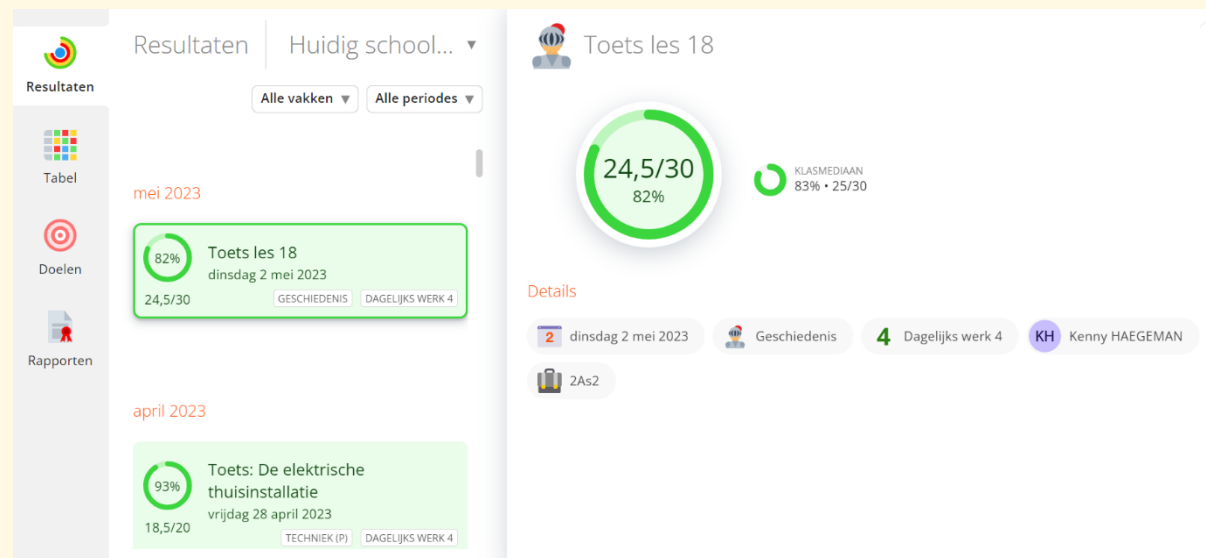 Resultaten
Tabel
Doelen
Rapporten
Resultaten
Huidig school... ▼
Alle vakken ▼
Alle periodes ▼
mei 2023
82%
24,5/30
Toets les 18
dinsdag 2 mei 2023
GESCHIEDENIS
DAGELIJKS WERK 4
april 2023
93%
18,5/20
Toets: De elektrische
thuisinstallatie
vrijdag 28 april 2023
TECHNIEK (P)
DAGELIJKS WERK 4
Toets les 18
24,5/30
82%
KLASMEDIAAN
83% • 25/30
Details
2 dinsdag 2 mei 2023
Geschiedenis
4 Dagelijks werk 4
KH Kenny HAEGEMAN
2As2